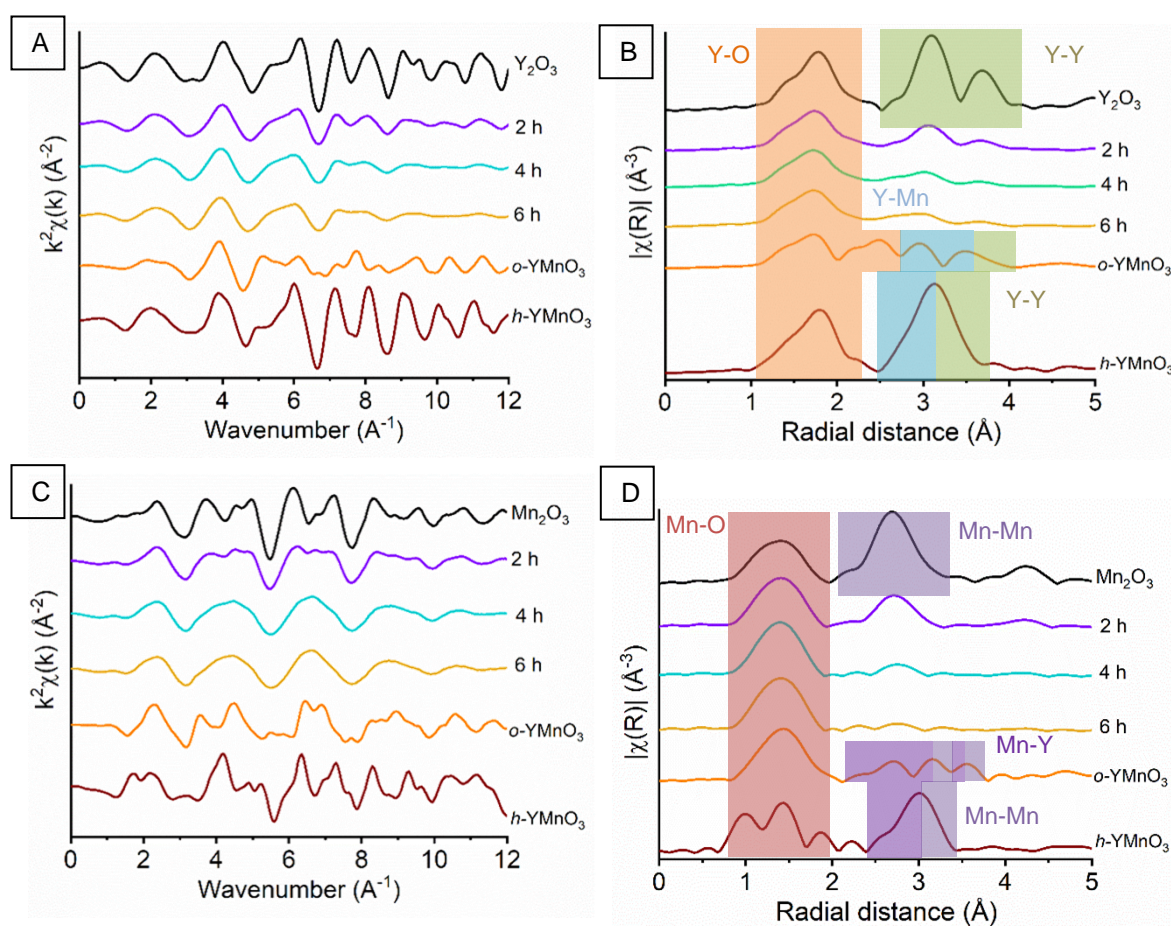 A
k²χ(k) (Å⁻²)
Y₂O₃
2 h
4 h
6 h
o-YMnO₃
h-YMnO₃
0 2 4 6 8 10 12
Wavenumber (A⁻¹)
B
|χ(R)| (Å⁻³)
Y-O
Y-Y
Y₂O₃
2 h
4 h
Y-Mn
6 h
o-YMnO₃
Y-Y
h-YMnO₃
0 1 2 3 4 5
Radial distance (Å)
C
k²χ(k) (Å⁻²)
Mn₂O₃
2 h
4 h
6 h
o-YMnO₃
h-YMnO₃
0 2 4 6 8 10 12
Wavenumber (A⁻¹)
D
|χ(R)| (Å⁻³)
Mn-O
Mn-Mn
Mn₂O₃
2 h
4 h
6 h
Mn-Y
o-YMnO₃
Mn-Mn
h-YMnO₃
0 1 2 3 4 5
Radial distance (Å)